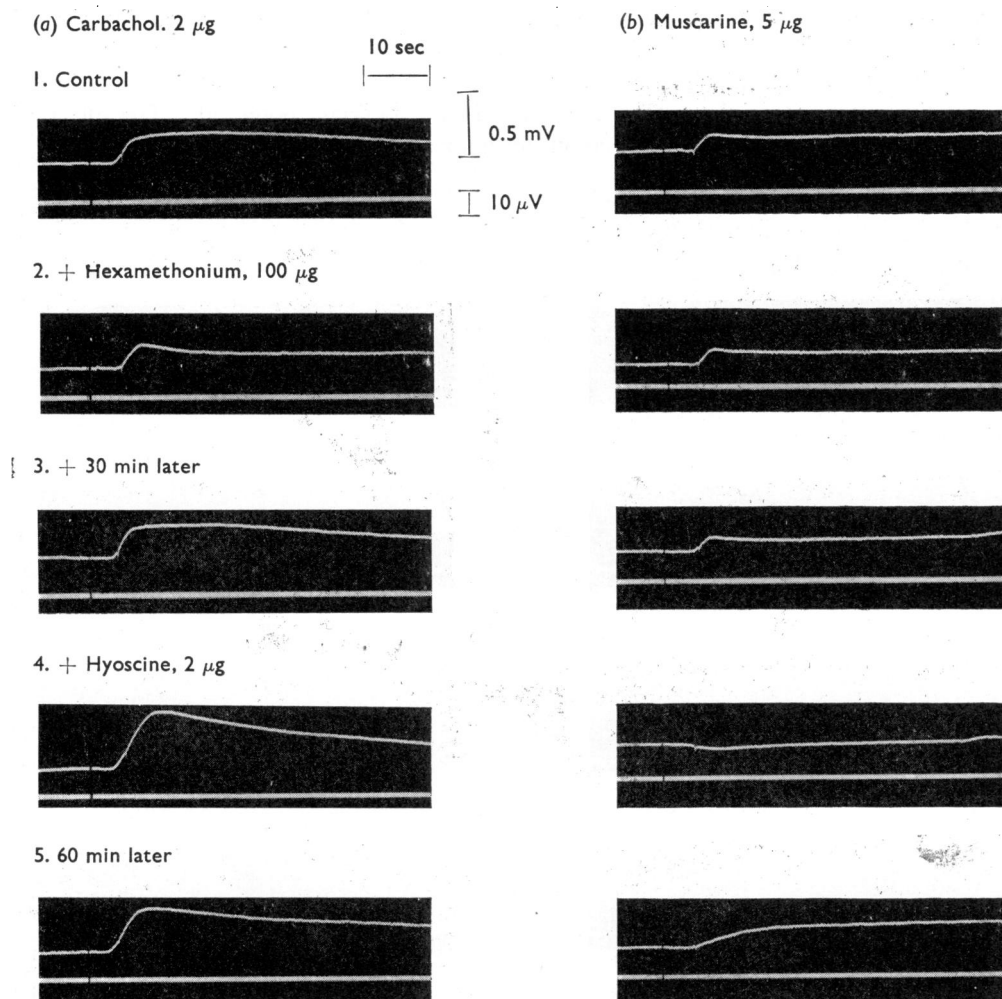 (a) Carbachol. 2 μg
(b) Muscarine, 5 μg
10 sec
1. Control
0.5 mV
10 μV
2. + Hexamethonium, 100 μg
3. + 30 min later
4. + Hyoscine, 2 μg
5. 60 min later